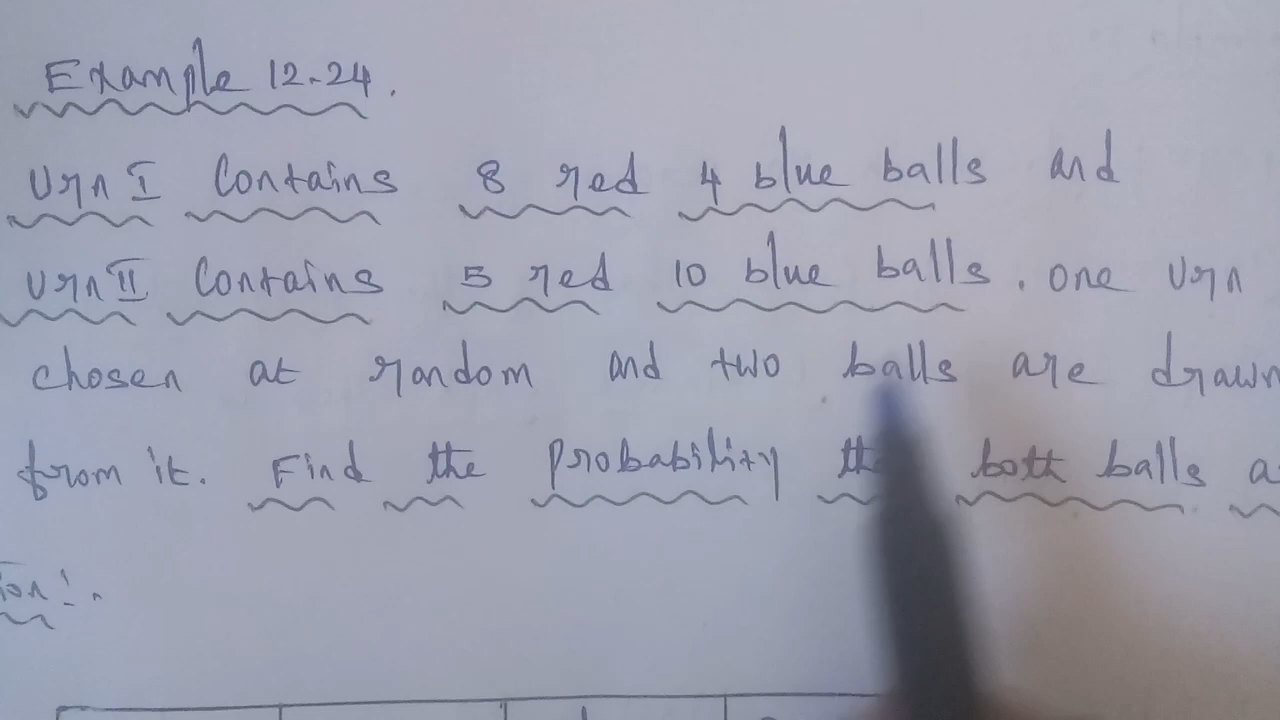 Example 12.24.
Urn I Contains 8 red 4 blue balls and
Urn II Contains 5 red 10 blue balls. One urn
chosen at random and two balls are drawn
from it. Find the Probability both balls